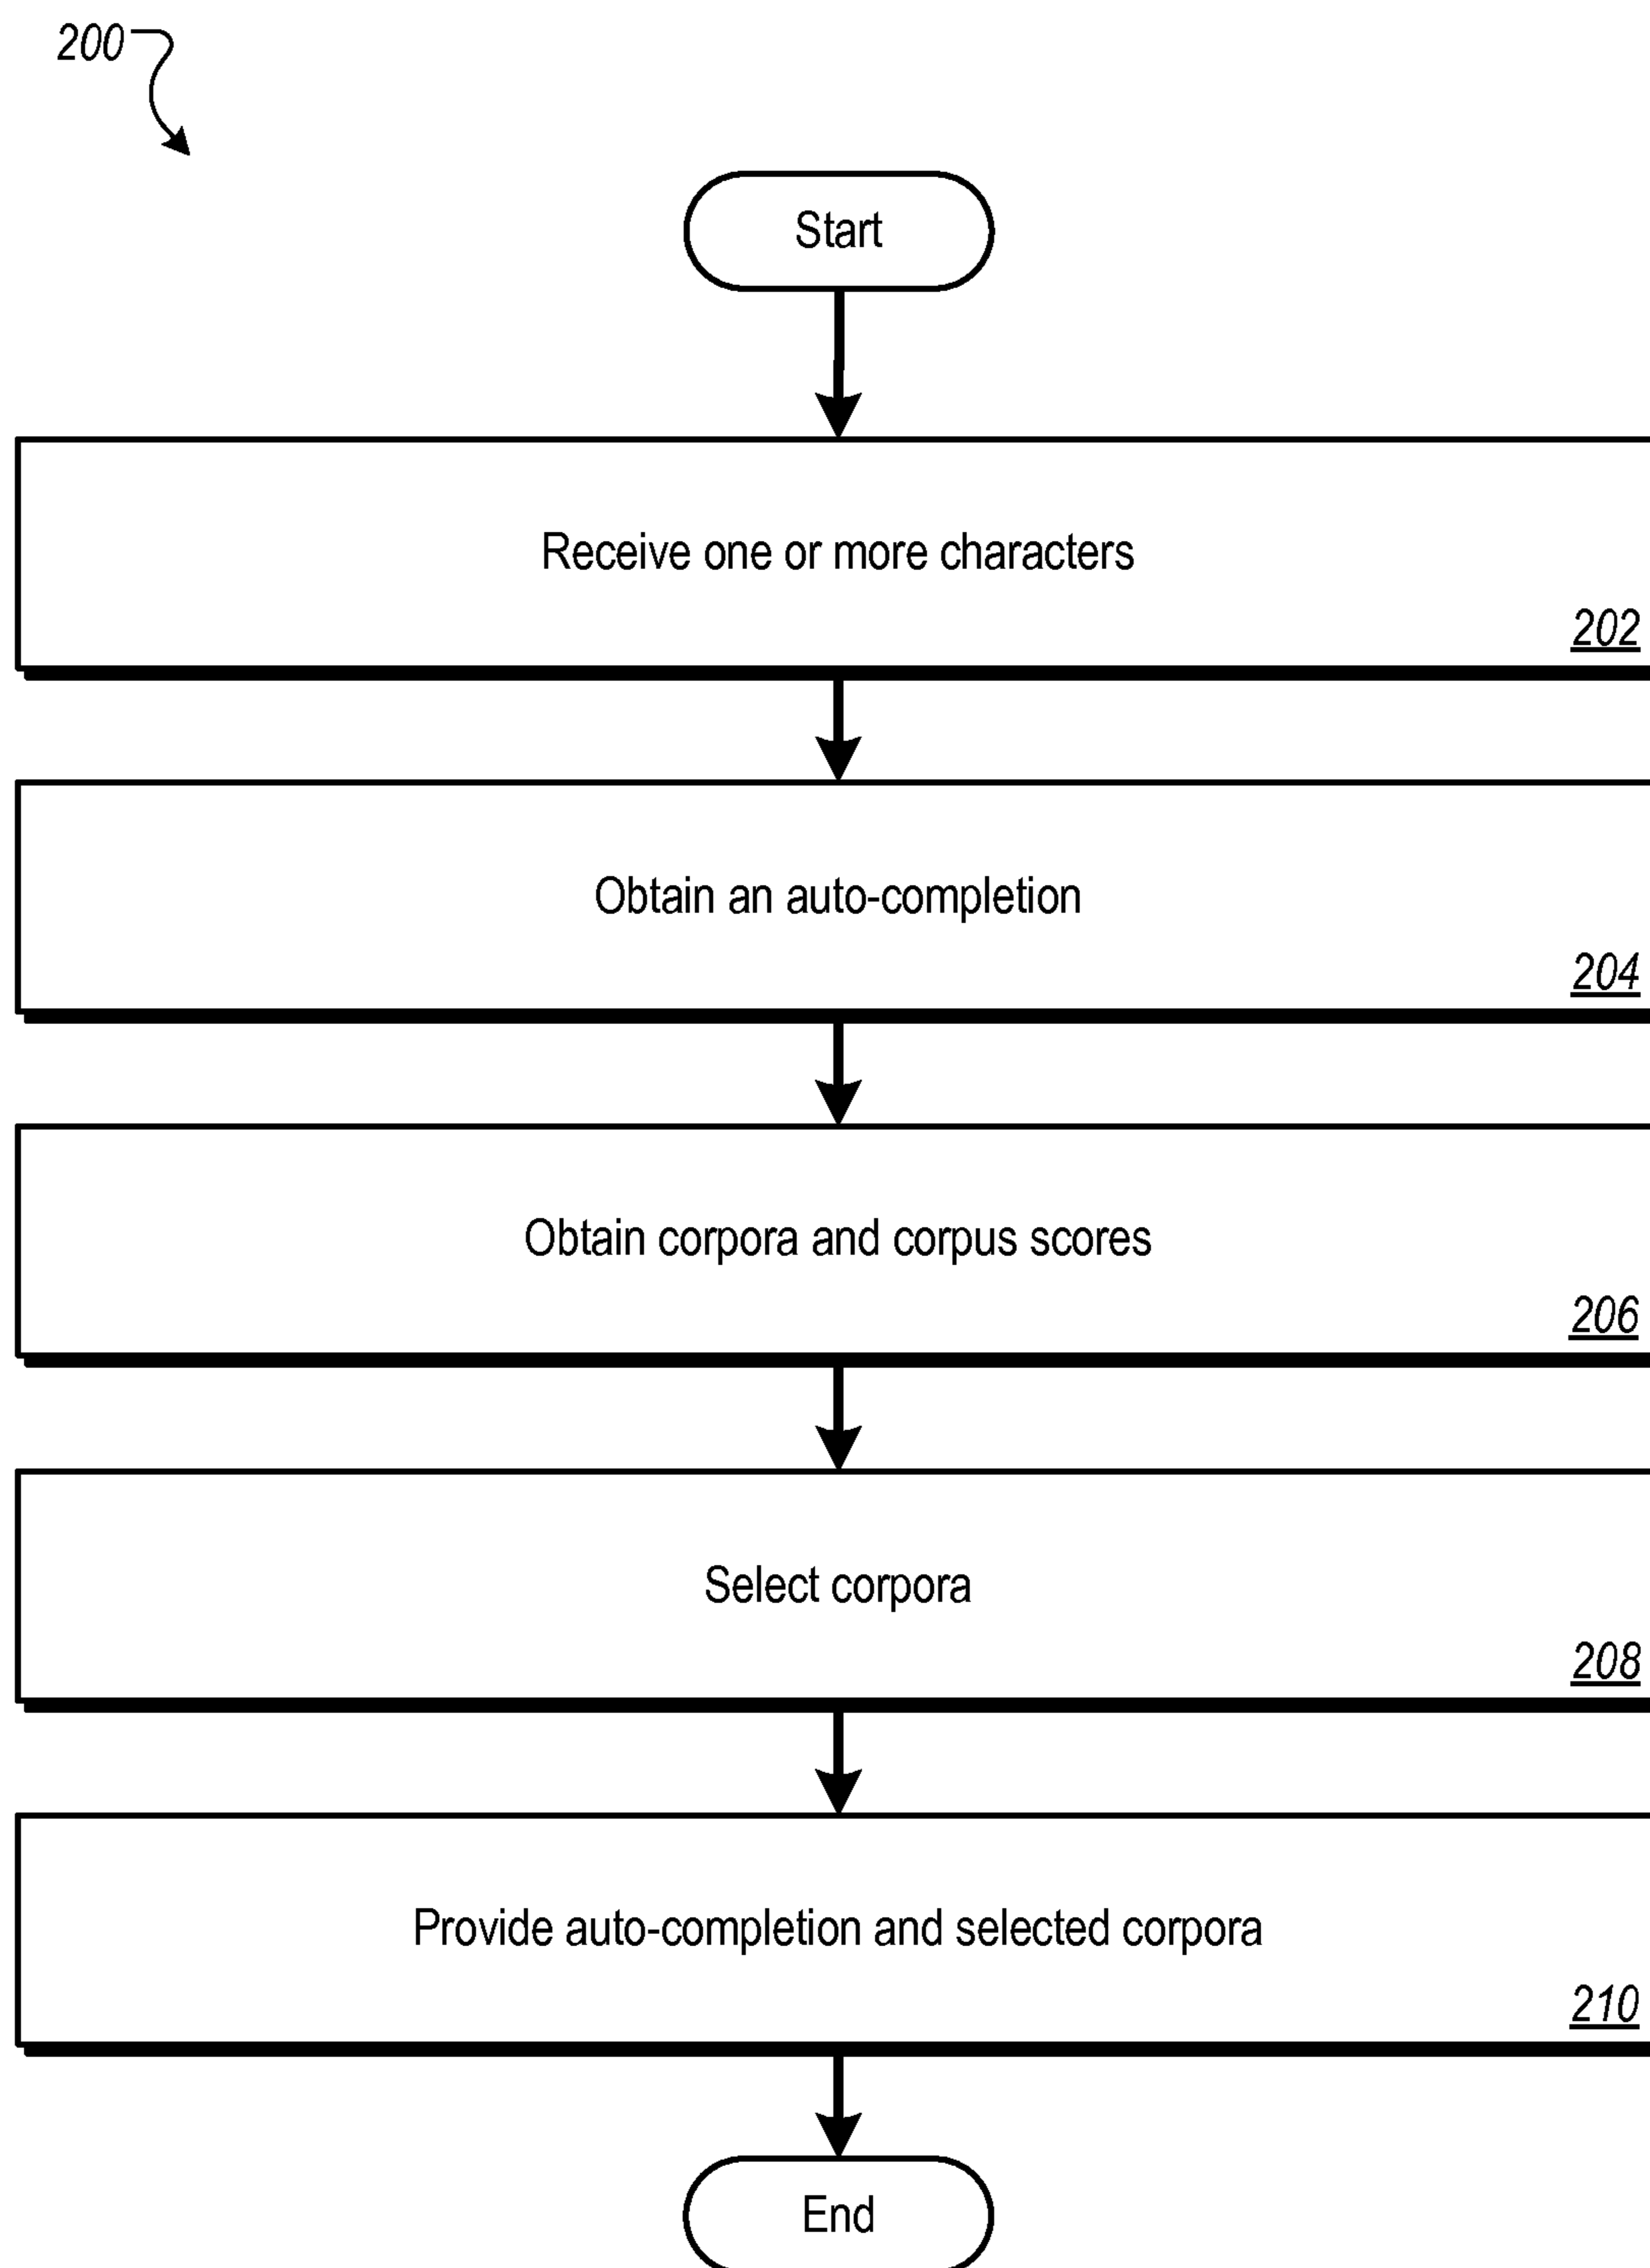 200
Start
Receive one or more characters
202
Obtain an auto-completion
204
Obtain corpora and corpus scores
206
Select corpora
208
Provide auto-completion and selected corpora
210
End